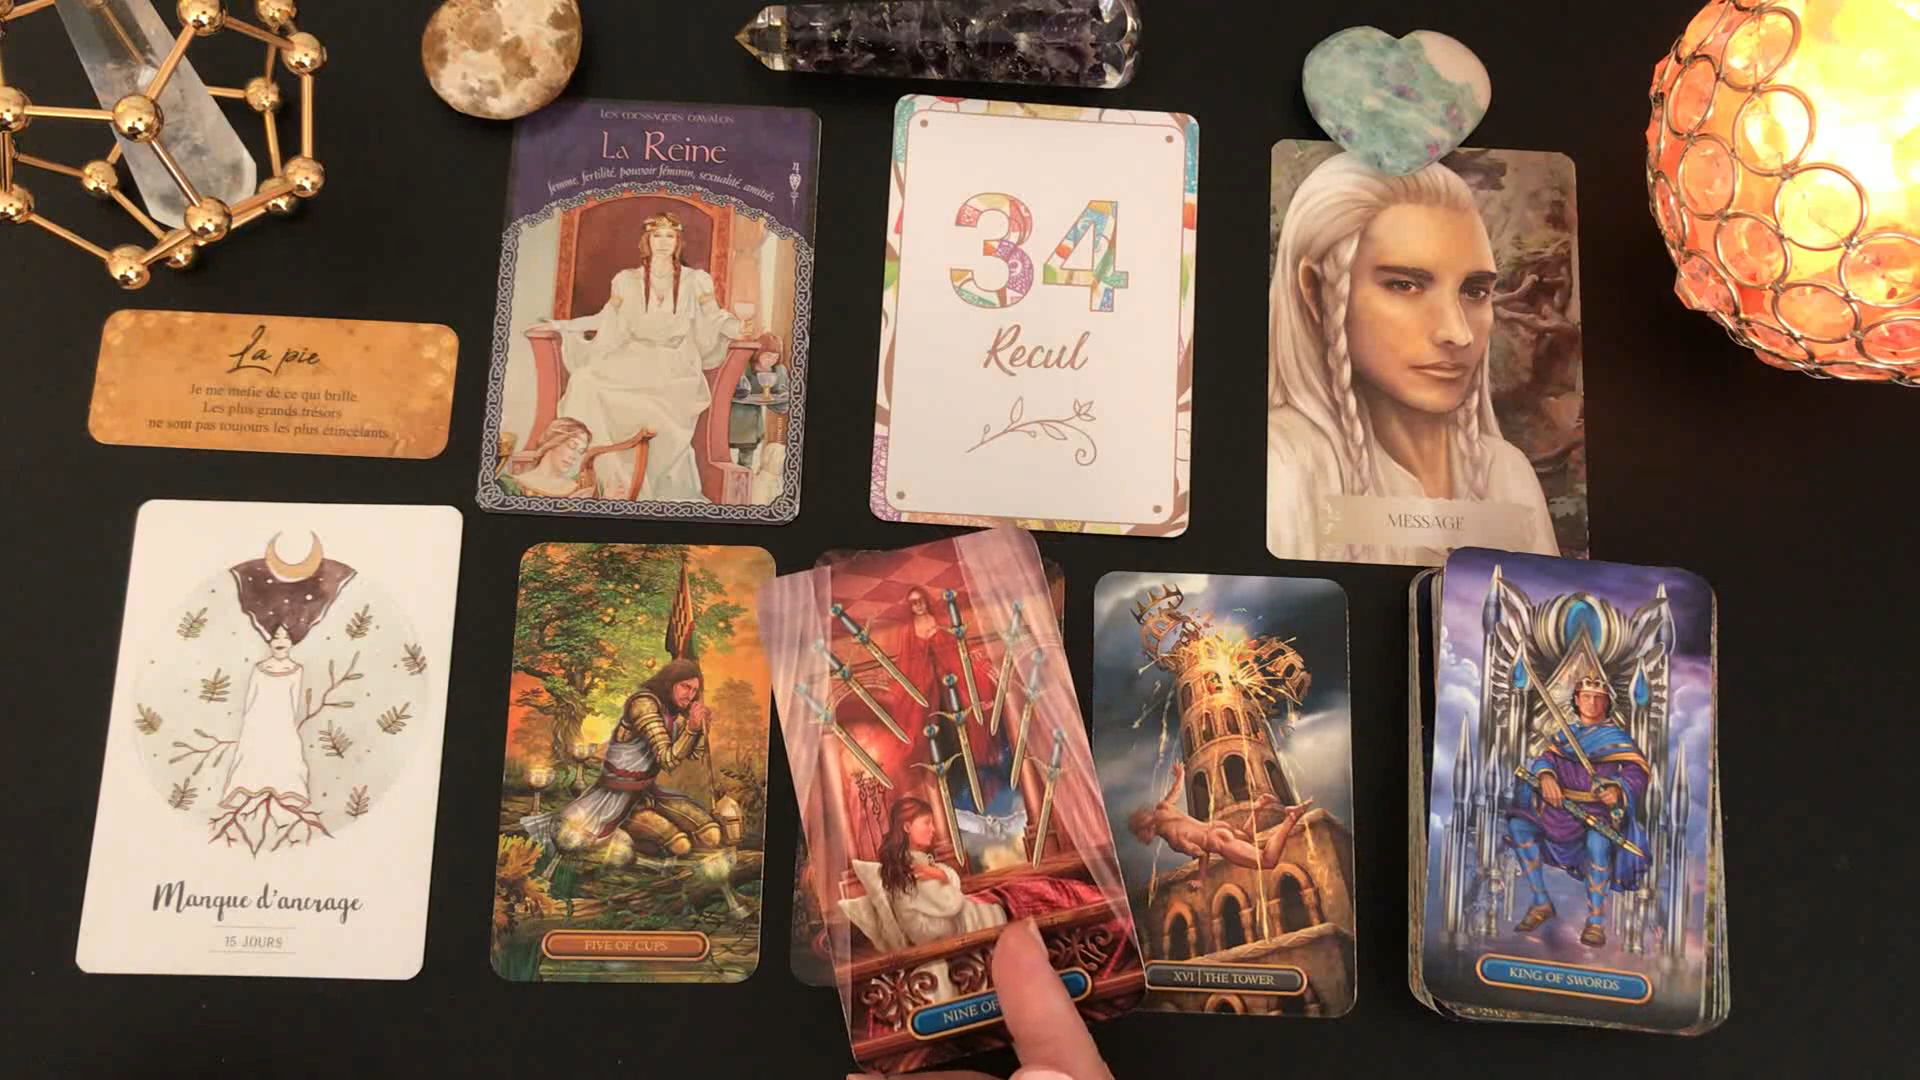 LES MESSAGERS D'AVALON
La Reine
femme, fertilité, pouvoir féminin, sexualité, amitiés
34
Recul
MESSAGE
La pie
Je me méfie de ce qui brille.
Les plus grands trésors
ne sont pas toujours les plus étincelants
Manque d'ancrage
15 JOURS
FIVE OF CUPS
NINE OF
XVI | THE TOWER
KING OF SWORDS